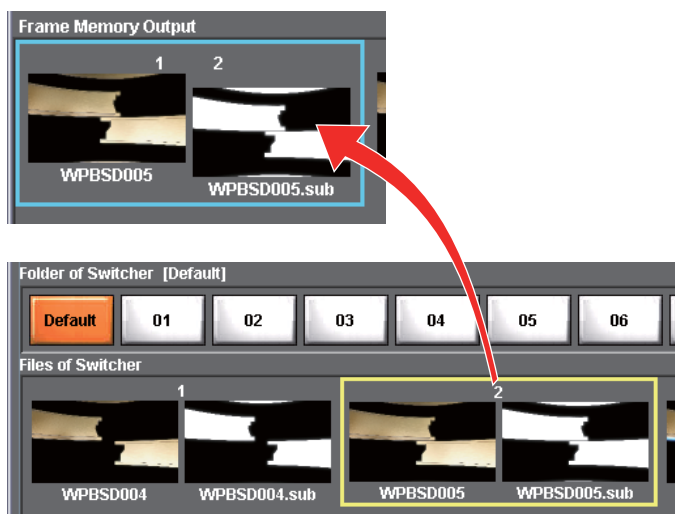 Frame Memory Output
1 2
WPBSD005 WPBSD005.sub
Folder of Switcher [Default]
Default 01 02 03 04 05 06
Files of Switcher
1 2
WPBSD004 WPBSD004.sub WPBSD005 WPBSD005.sub